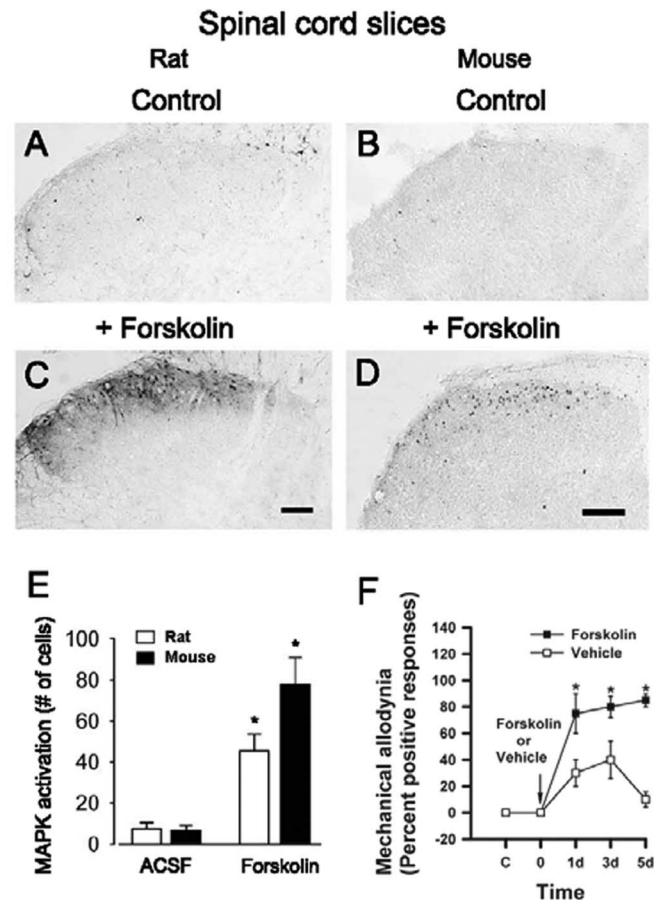 Spinal cord slices
Rat Mouse
Control Control
A B
+ Forskolin + Forskolin
C D
E
MAPK activation (# of cells)
100
80
60
40
20
0
Rat
Mouse
*
*
ACSF Forskolin
F
Mechanical allodynia
(Percent positive responses)
140
120
100
80
60
40
20
0
-20
Forskolin
Vehicle
* * *
Forskolin
or
Vehicle
C 0 1d 3d 5d
Time